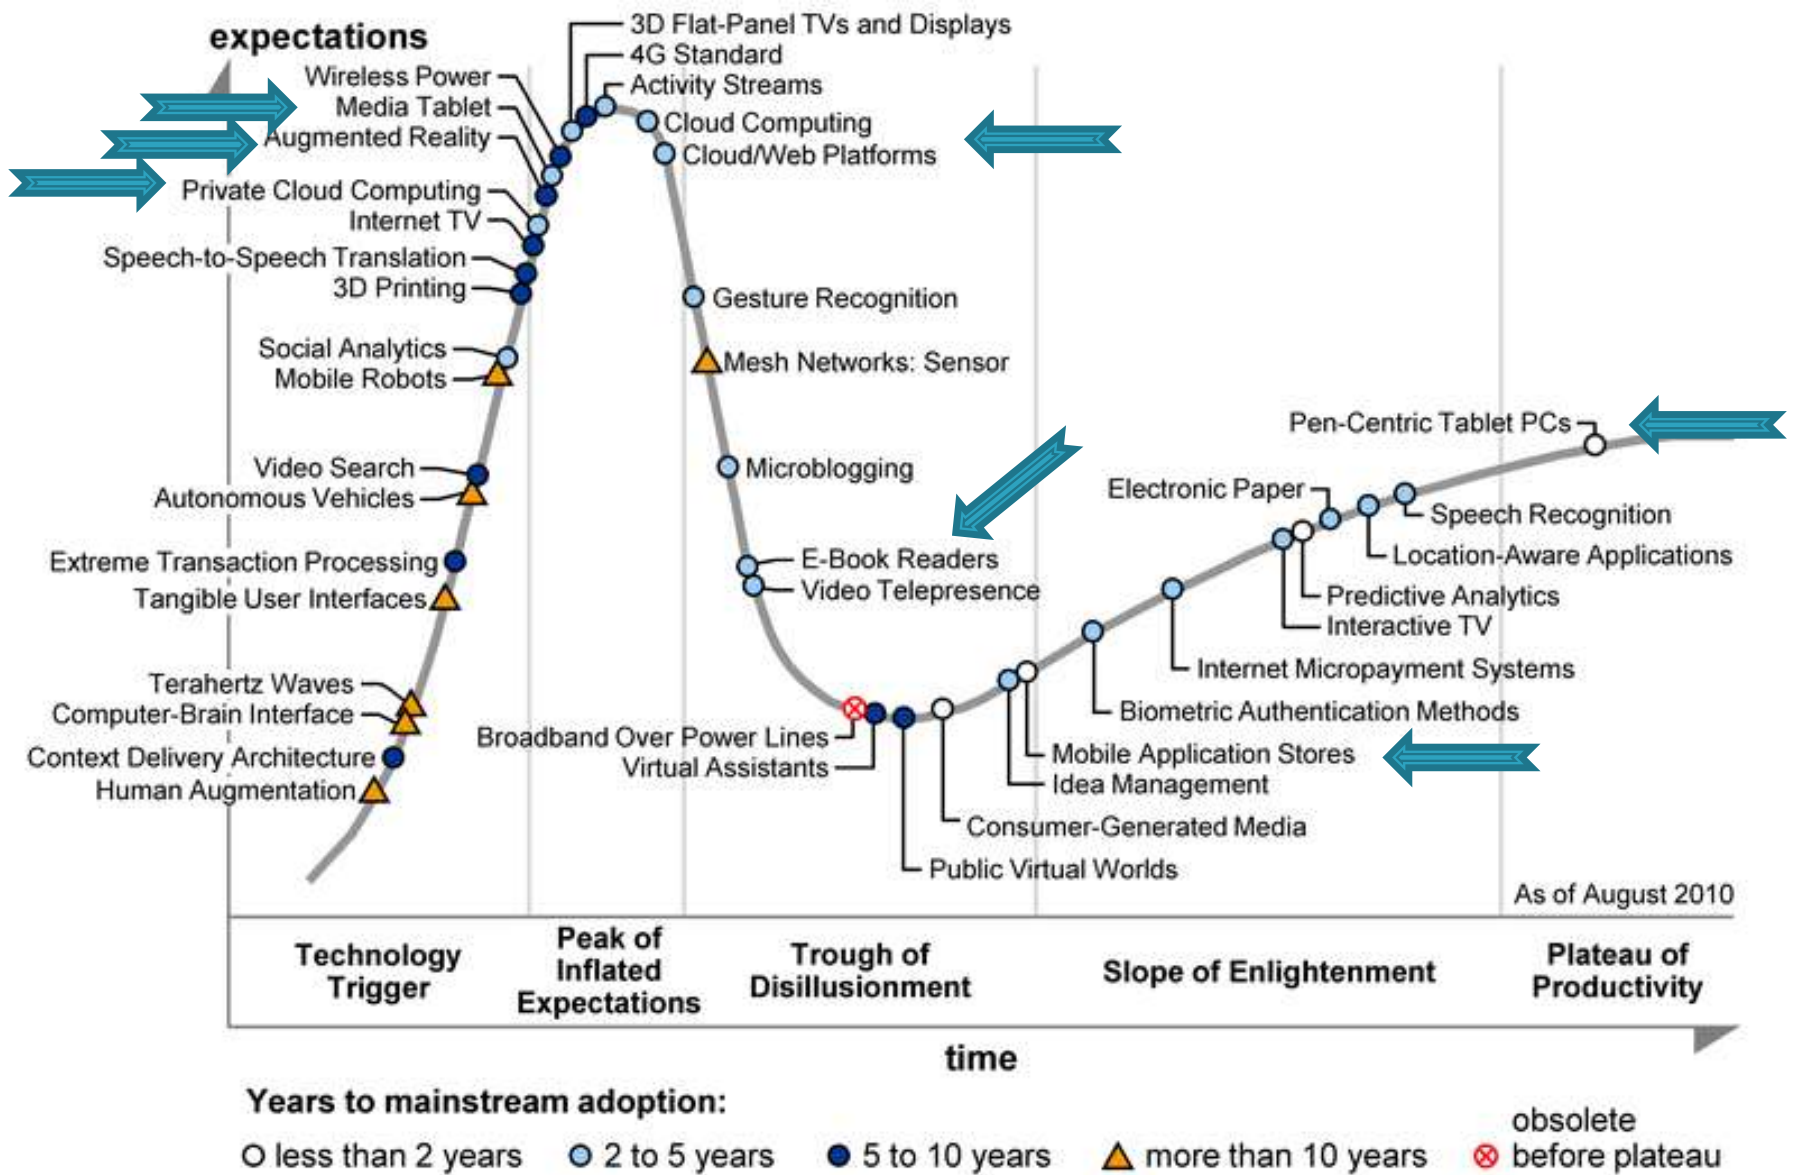 expectations
3D Flat-Panel TVs and Displays
4G Standard
Activity Streams
Wireless Power
Media Tablet
Augmented Reality
Cloud Computing
Cloud/Web Platforms
Private Cloud Computing
Internet TV
Speech-to-Speech Translation
3D Printing
Gesture Recognition
Social Analytics
Mobile Robots
Mesh Networks: Sensor
Video Search
Autonomous Vehicles
Microblogging
Pen-Centric Tablet PCs
Electronic Paper
Speech Recognition
Location-Aware Applications
Predictive Analytics
Interactive TV
Extreme Transaction Processing
Tangible User Interfaces
E-Book Readers
Video Telepresence
Internet Micropayment Systems
Biometric Authentication Methods
Terahertz Waves
Computer-Brain Interface
Context Delivery Architecture
Human Augmentation
Broadband Over Power Lines
Virtual Assistants
Mobile Application Stores
Idea Management
Consumer-Generated Media
Public Virtual Worlds
As of August 2010
Technology
Trigger
Peak of
Inflated
Expectations
Trough of
Disillusionment
Slope of Enlightenment
Plateau of
Productivity
time
Years to mainstream adoption:
less than 2 years
2 to 5 years
5 to 10 years
more than 10 years
obsolete
before plateau